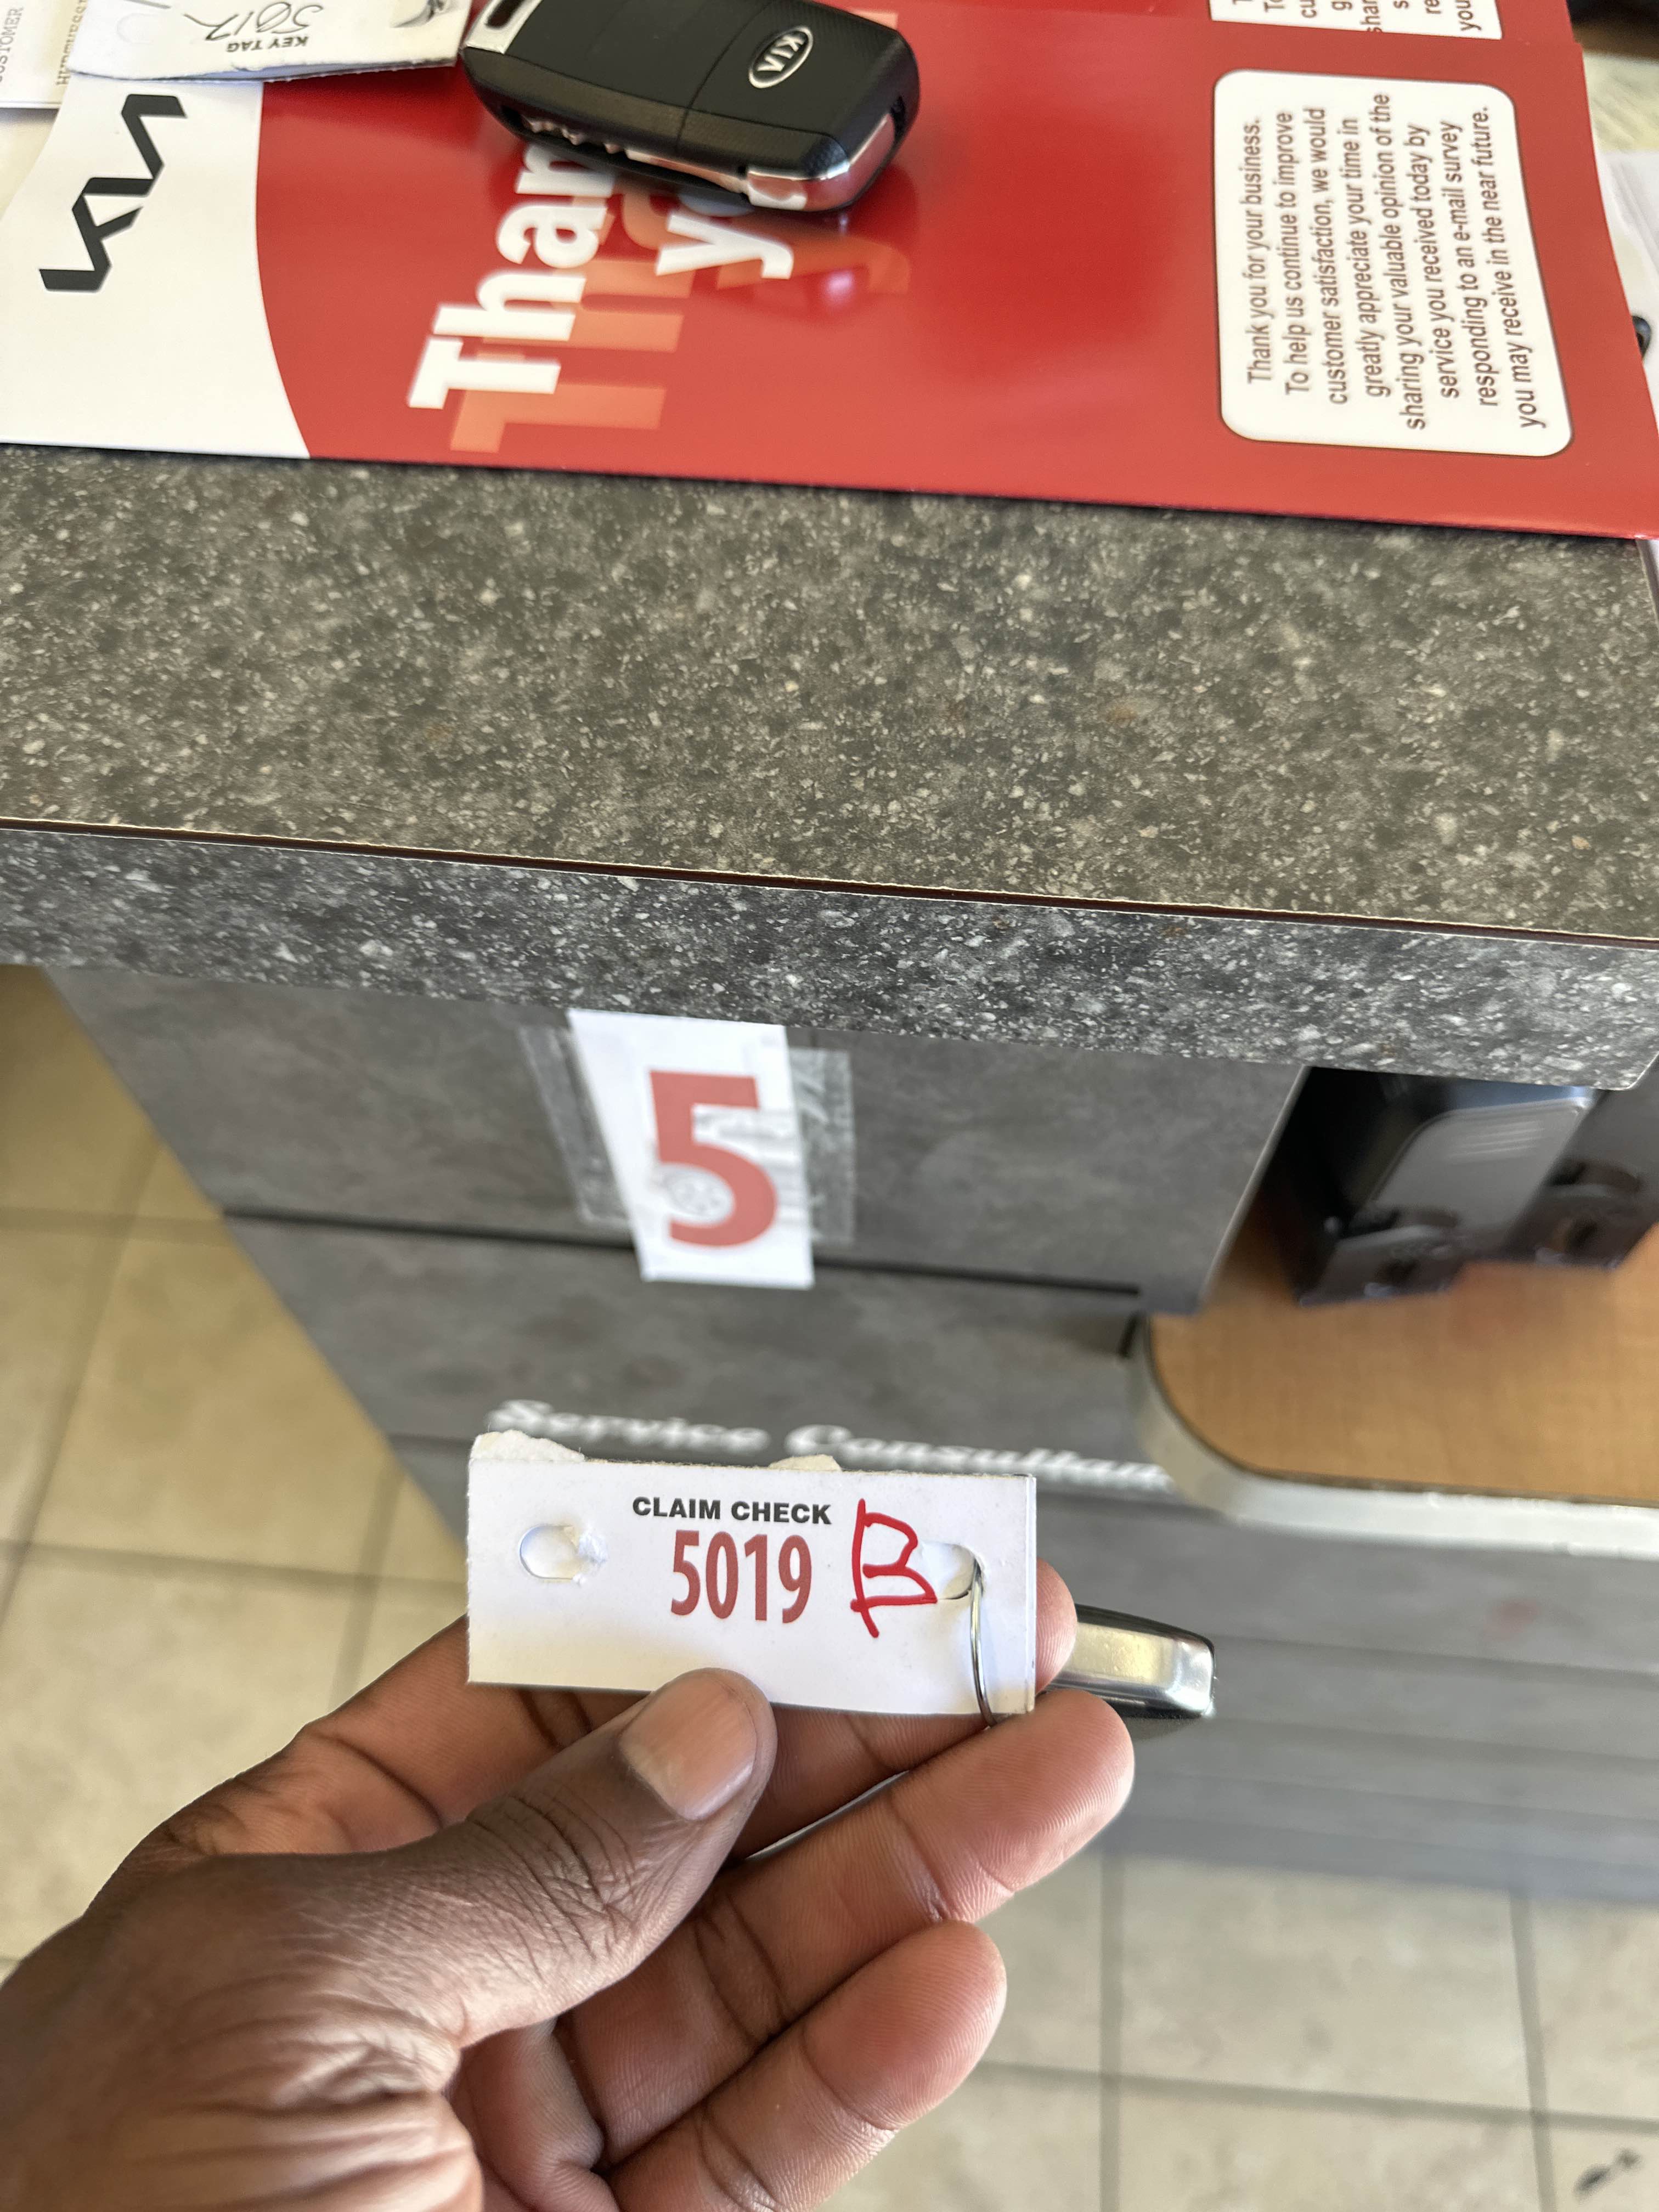 CUSTOMER
KEY TAG
5017
KIA
KIA
Than
y
Thank you for your business.
To help us continue to improve
customer satisfaction, we would
greatly appreciate your time in
sharing your valuable opinion of the
service you received today by
responding to an e-mail survey
you may receive in the near future.
5
Service Consultant
CLAIM CHECK
5019 B